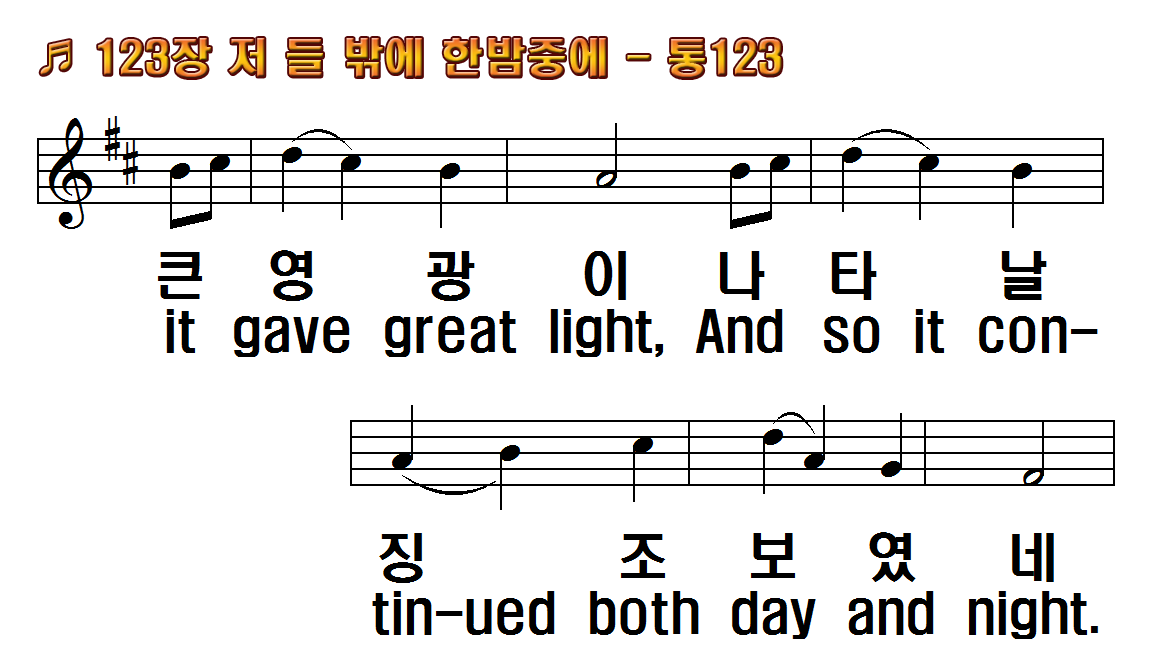 ♬ 123장 저 들 밖에 한밤중에 - 통123
큰 영 광 이 나 타 날
it gave great light, And so it con-
징 조 보 였 네
tin-ued both day and night.